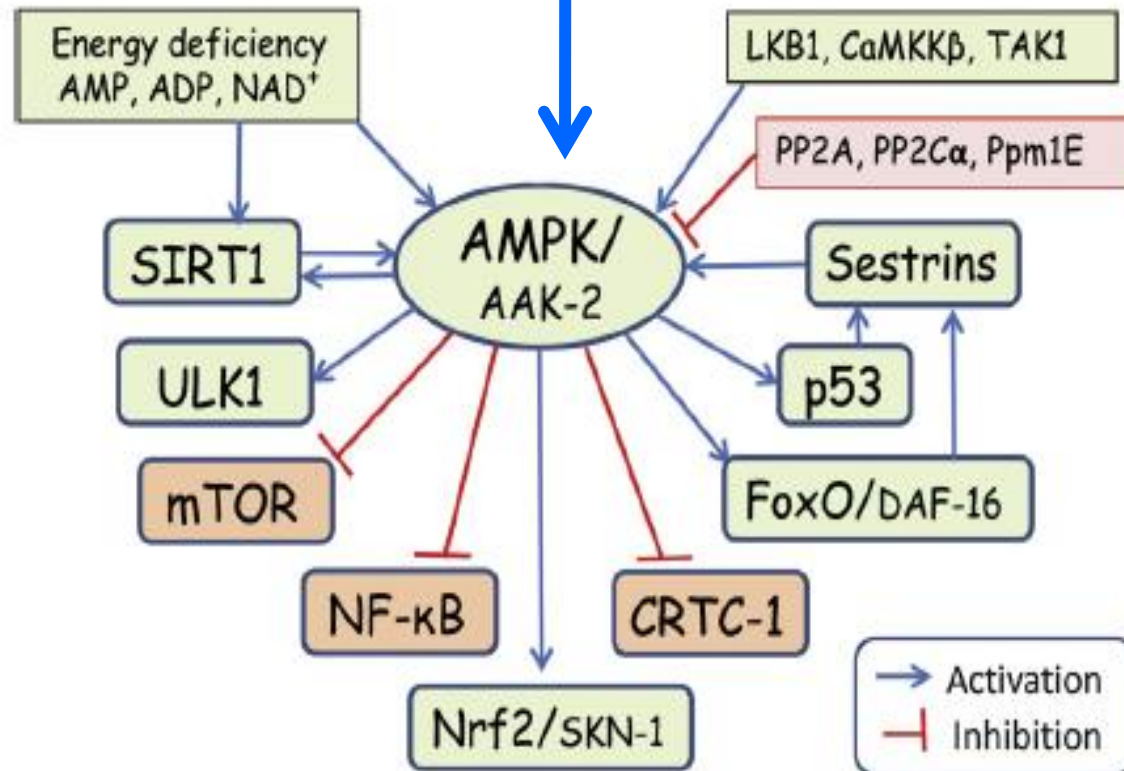 Energy deficiency
AMP, ADP, NAD⁺
LKB1, CaMKKβ, TAK1
PP2A, PP2Cα, Ppm1E
AMPK/
AAK-2
SIRT1
Sestrins
ULK1
p53
mTOR
FoxO/DAF-16
NF-κB
CRTC-1
Nrf2/SKN-1
Activation
Inhibition